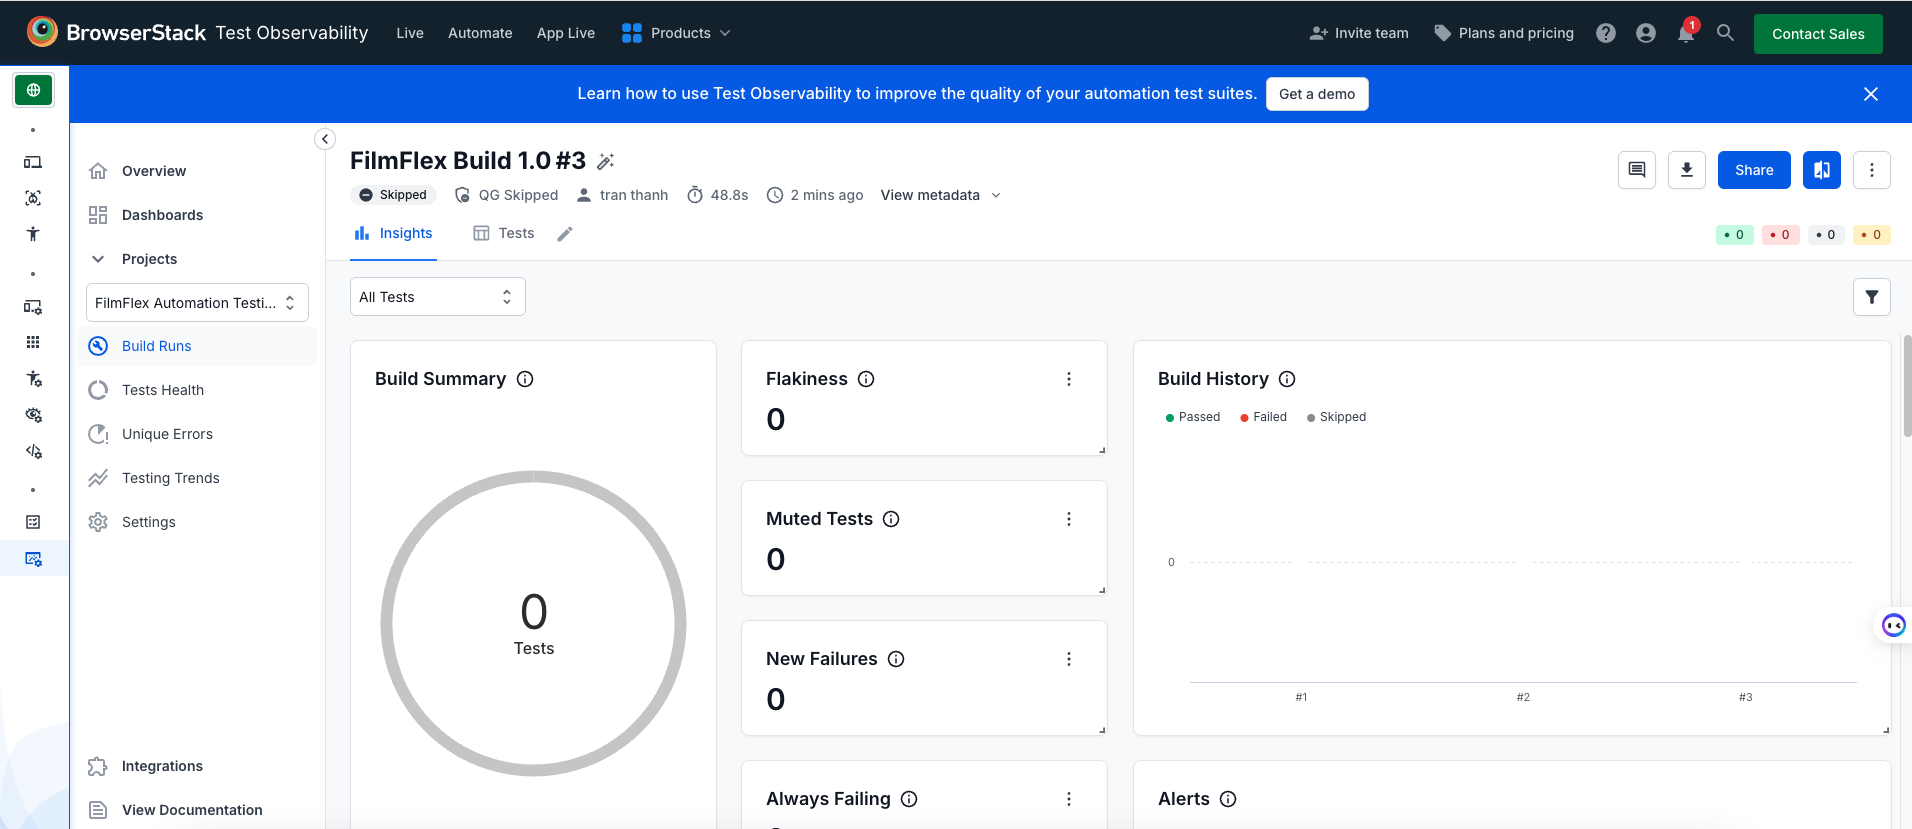 BrowserStack Test Observability Live Automate App Live Products Invite team Plans and pricing 1 Contact Sales
Learn how to use Test Observability to improve the quality of your automation test suites. Get a demo
Overview
Dashboards
Projects
FilmFlex Automation Testi...
Build Runs
Tests Health
Unique Errors
Testing Trends
Settings
Integrations
View Documentation
FilmFlex Build 1.0 #3
Share
Skipped QG Skipped tran thanh 48.8s 2 mins ago View metadata
Insights Tests
0 0 0 0
All Tests
Build Summary
0
Tests
Flakiness
0
Muted Tests
0
New Failures
0
Always Failing
Build History
Passed Failed Skipped
0
#1 #2 #3
Alerts